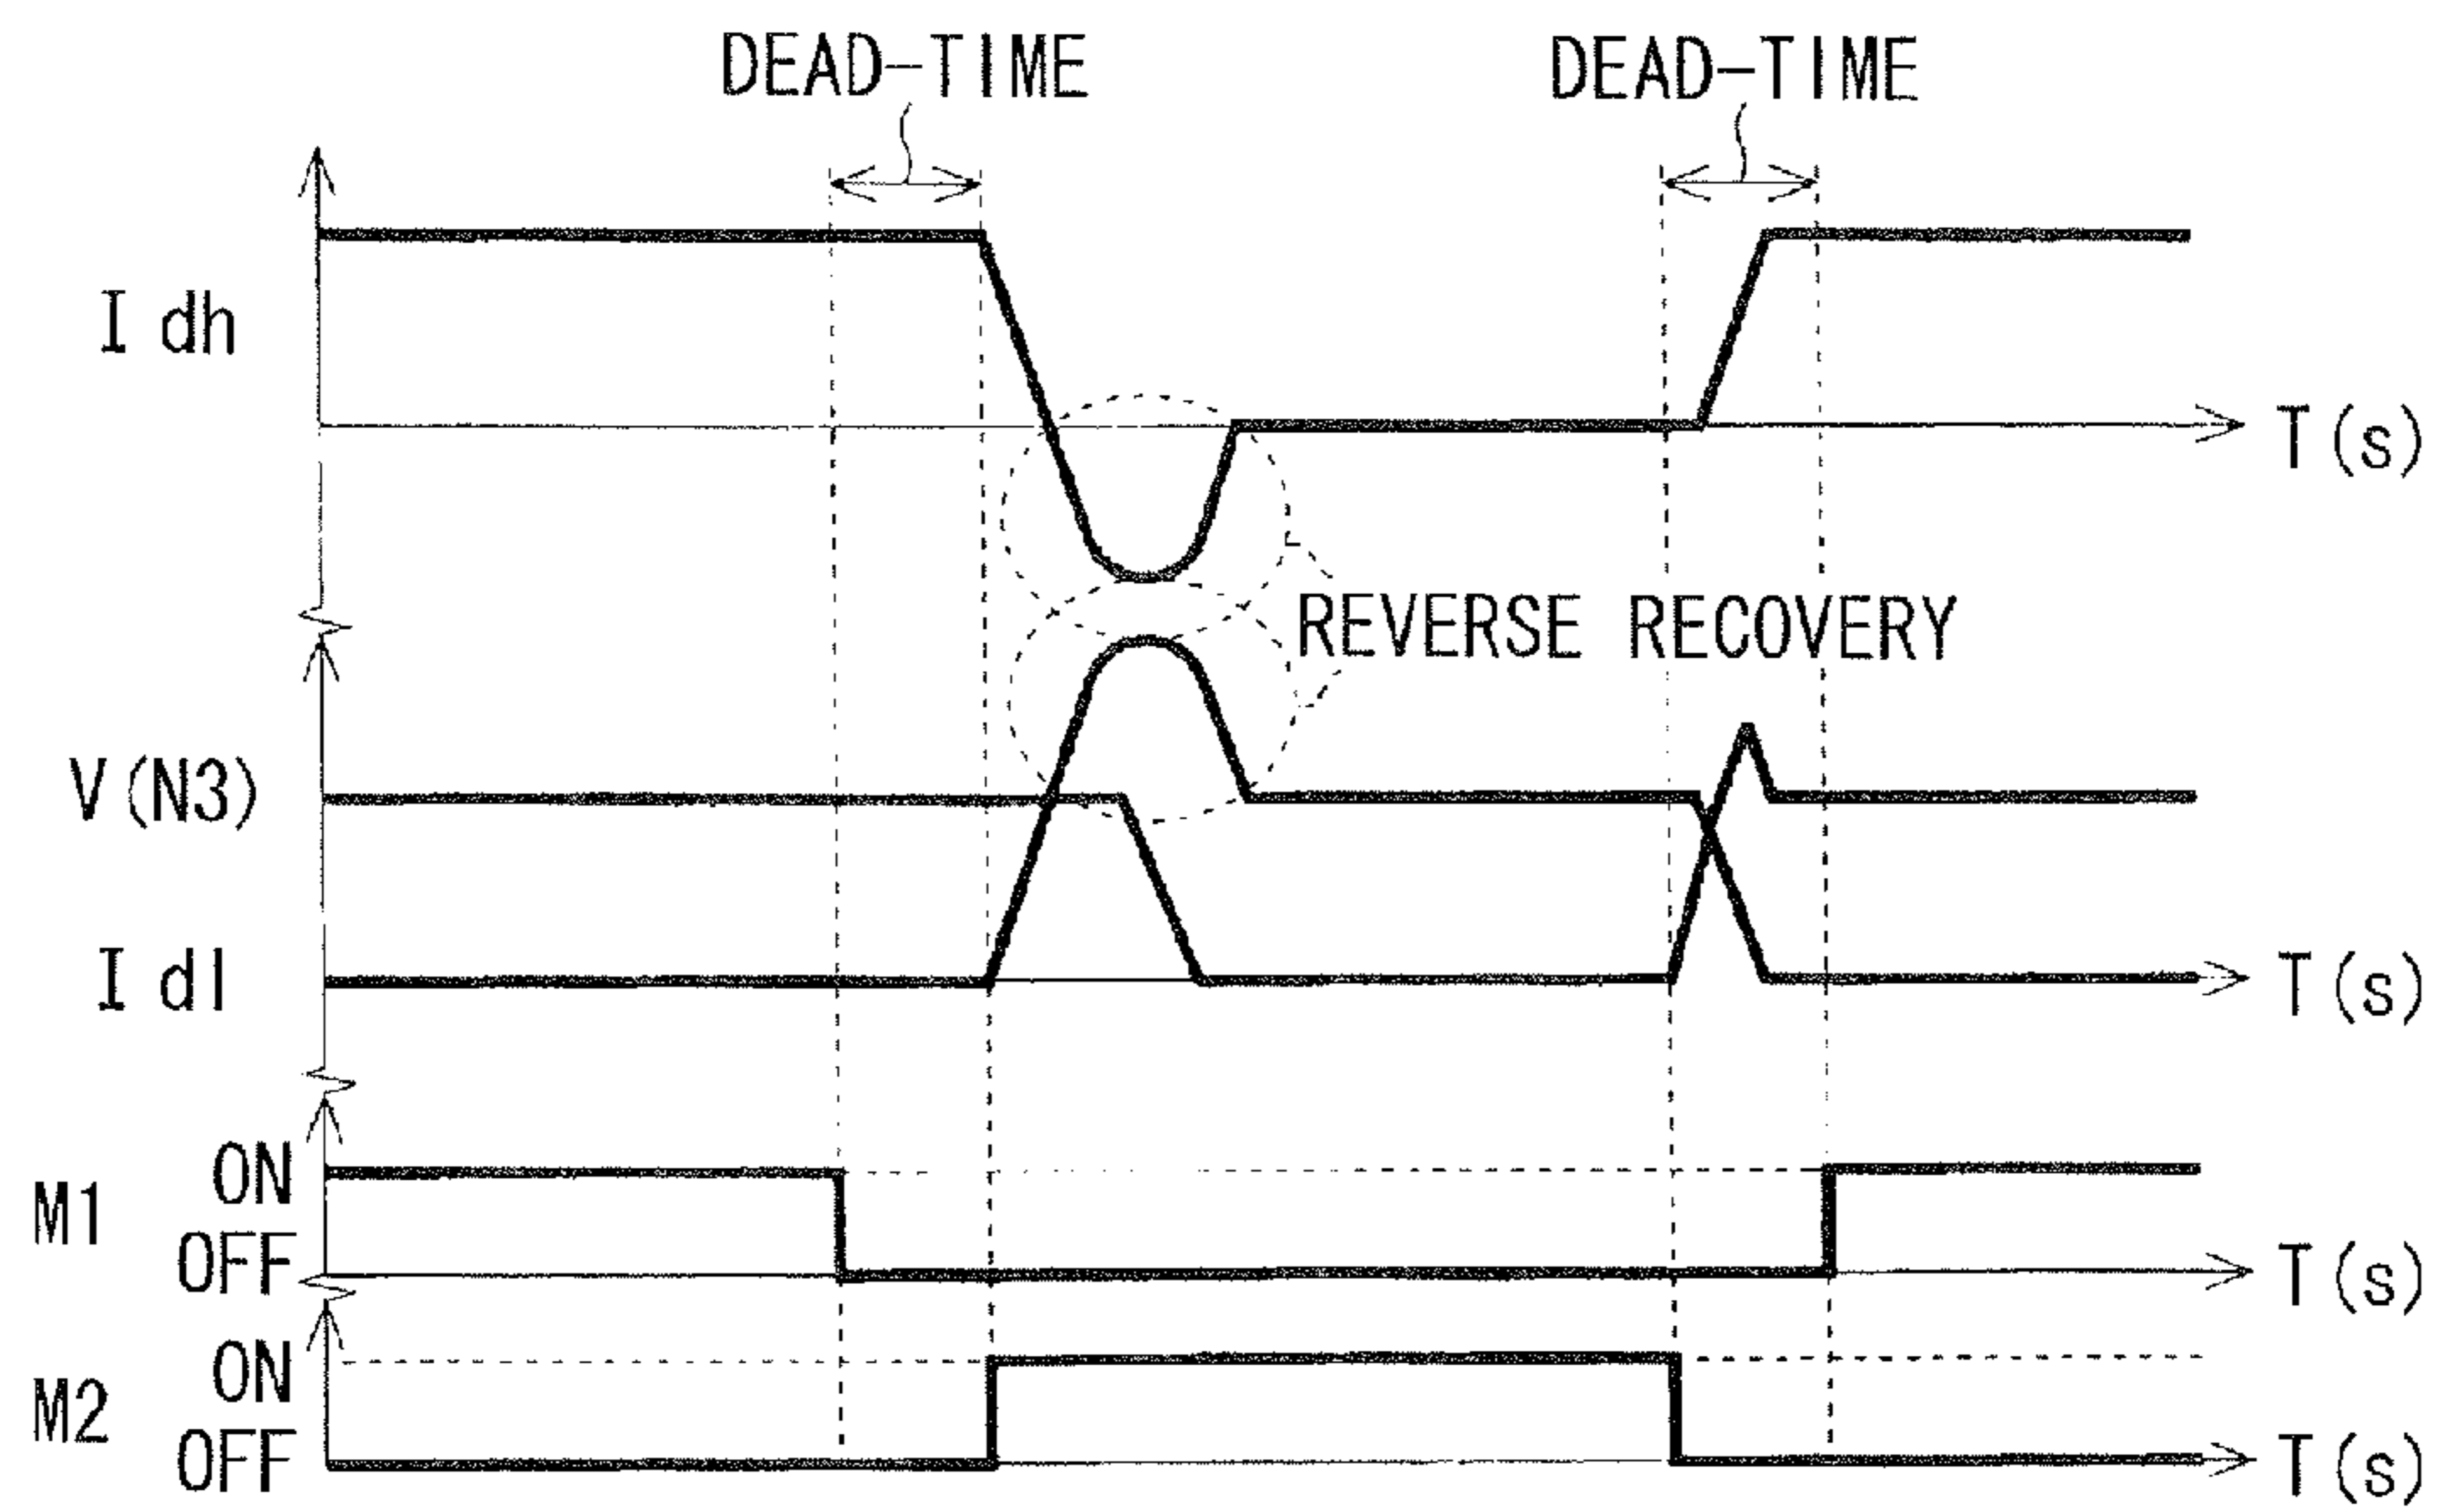 DEAD-TIME DEAD-TIME
I dh
T(s)
REVERSE RECOVERY
V(N3)
I dl
T(s)
M1 ON
OFF
T(s)
M2 ON
OFF
T(s)